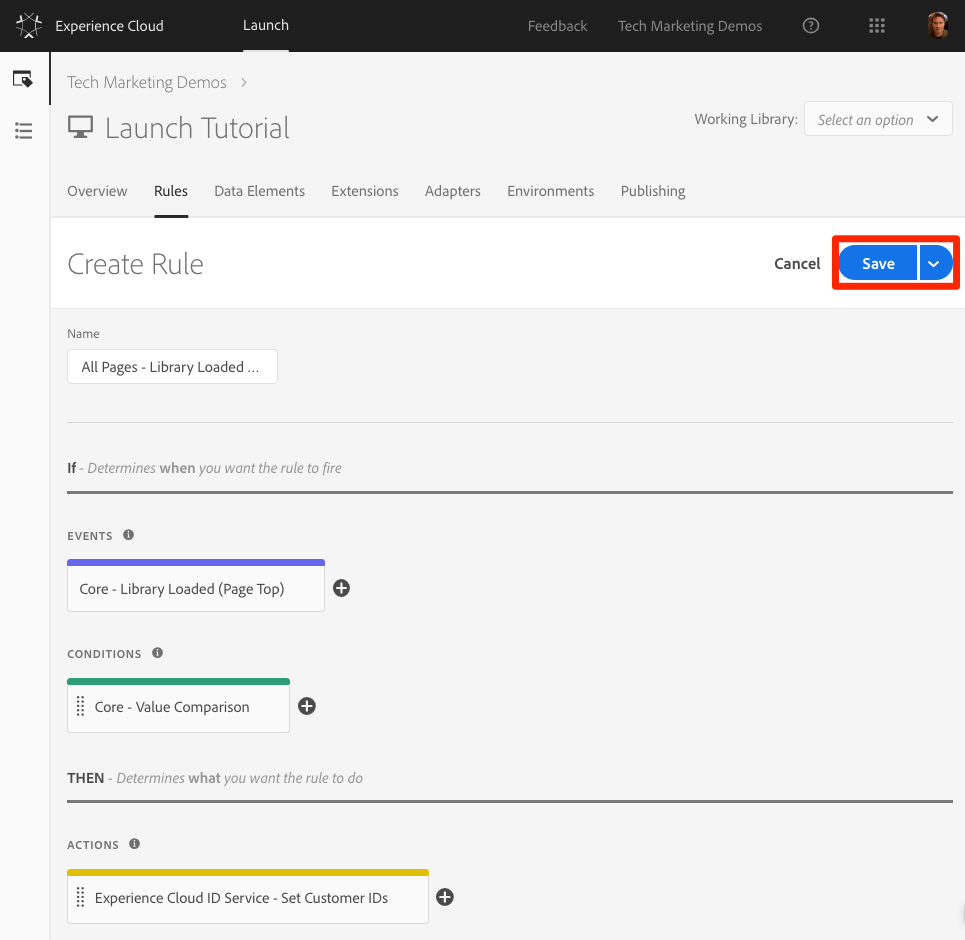 Experience Cloud Launch Feedback Tech Marketing Demos
Tech Marketing Demos
Launch Tutorial
Working Library: Select an option
Overview Rules Data Elements Extensions Adapters Environments Publishing
Create Rule
Cancel Save
Name
All Pages - Library Loaded ...
If - Determines when you want the rule to fire
EVENTS
Core - Library Loaded (Page Top)
CONDITIONS
Core - Value Comparison
THEN - Determines what you want the rule to do
ACTIONS
Experience Cloud ID Service - Set Customer IDs